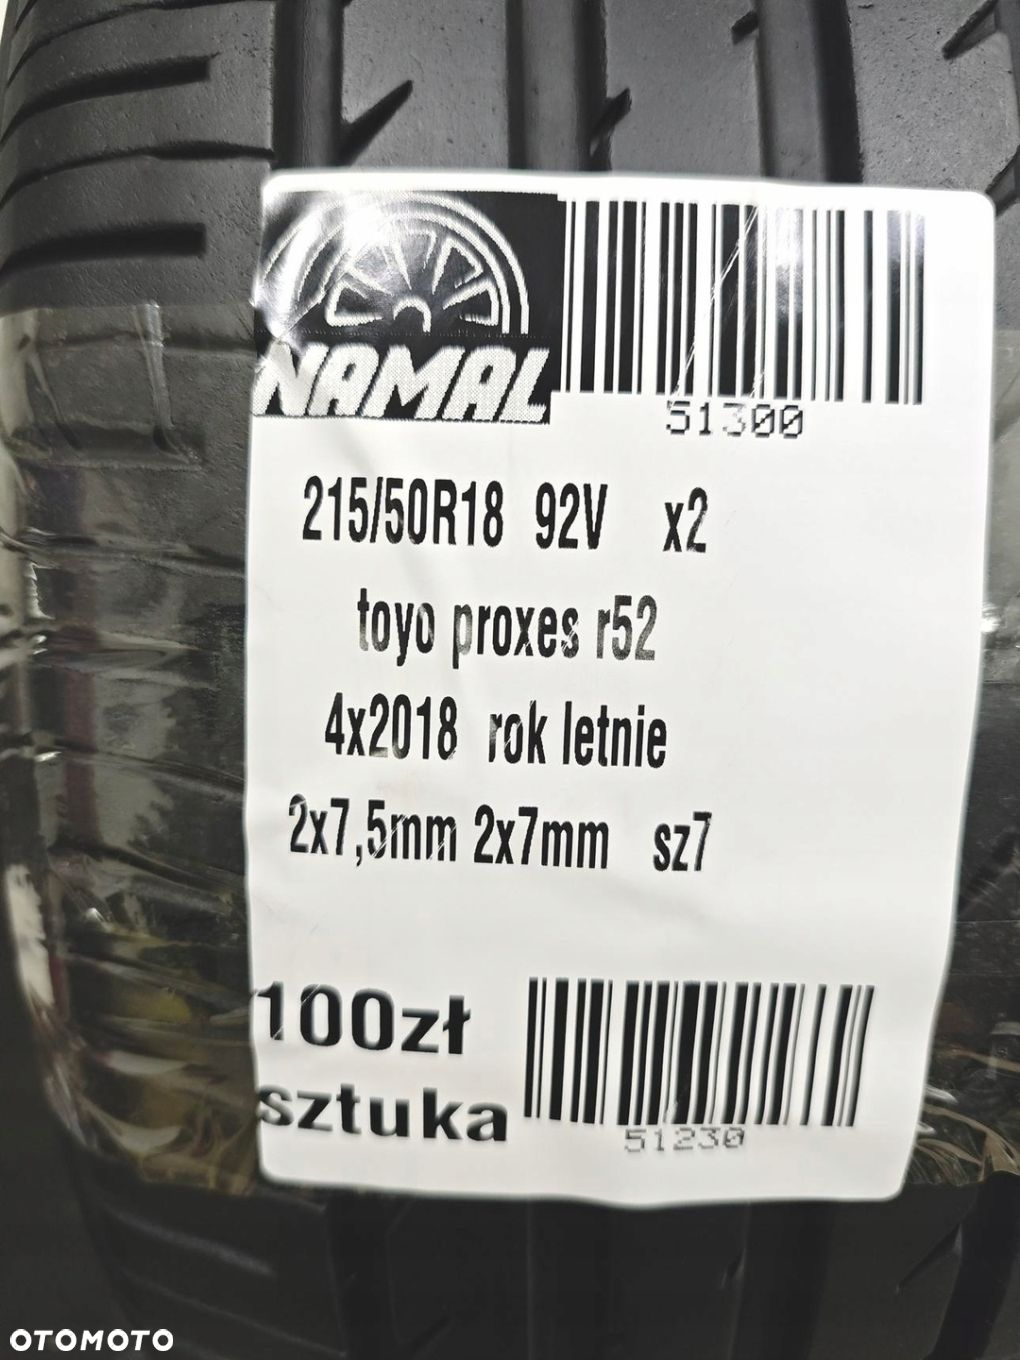 NAMAL
51300
215/50R18 92V x2
toyo proxes r52
4x2018 rok letnie
2x7,5mm 2x7mm sz7
100zł
sztuka
51230
OTOMOTO